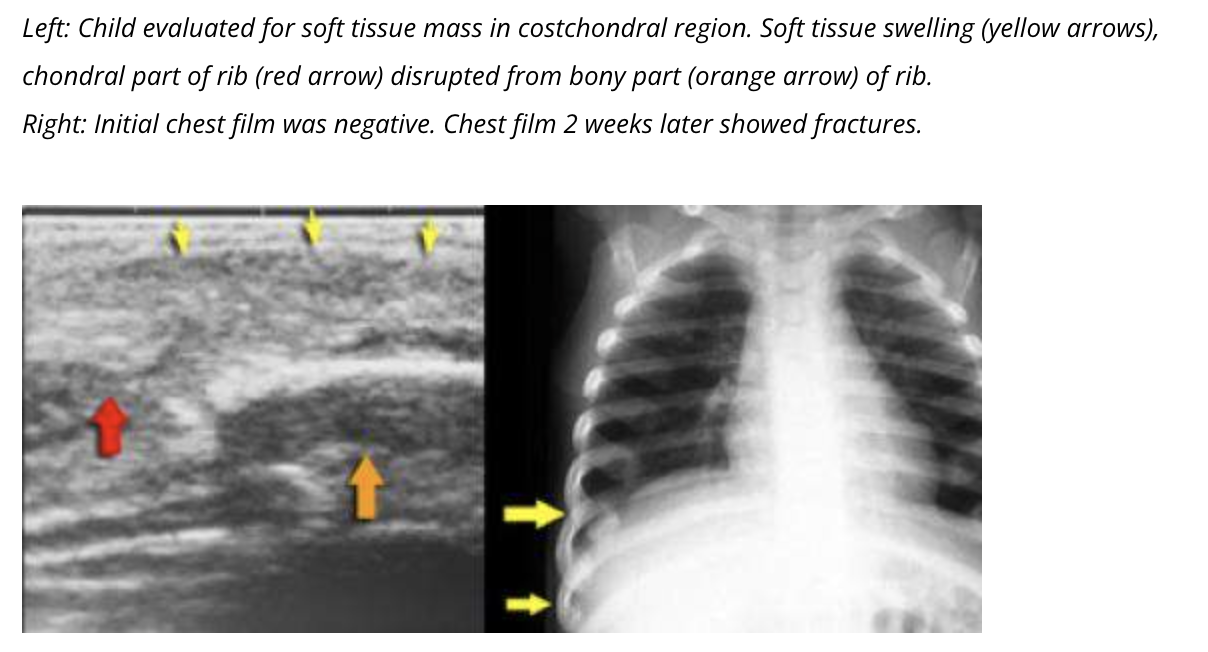 Left: Child evaluated for soft tissue mass in costchondral region. Soft tissue swelling (yellow arrows),
chondral part of rib (red arrow) disrupted from bony part (orange arrow) of rib.
Right: Initial chest film was negative. Chest film 2 weeks later showed fractures.